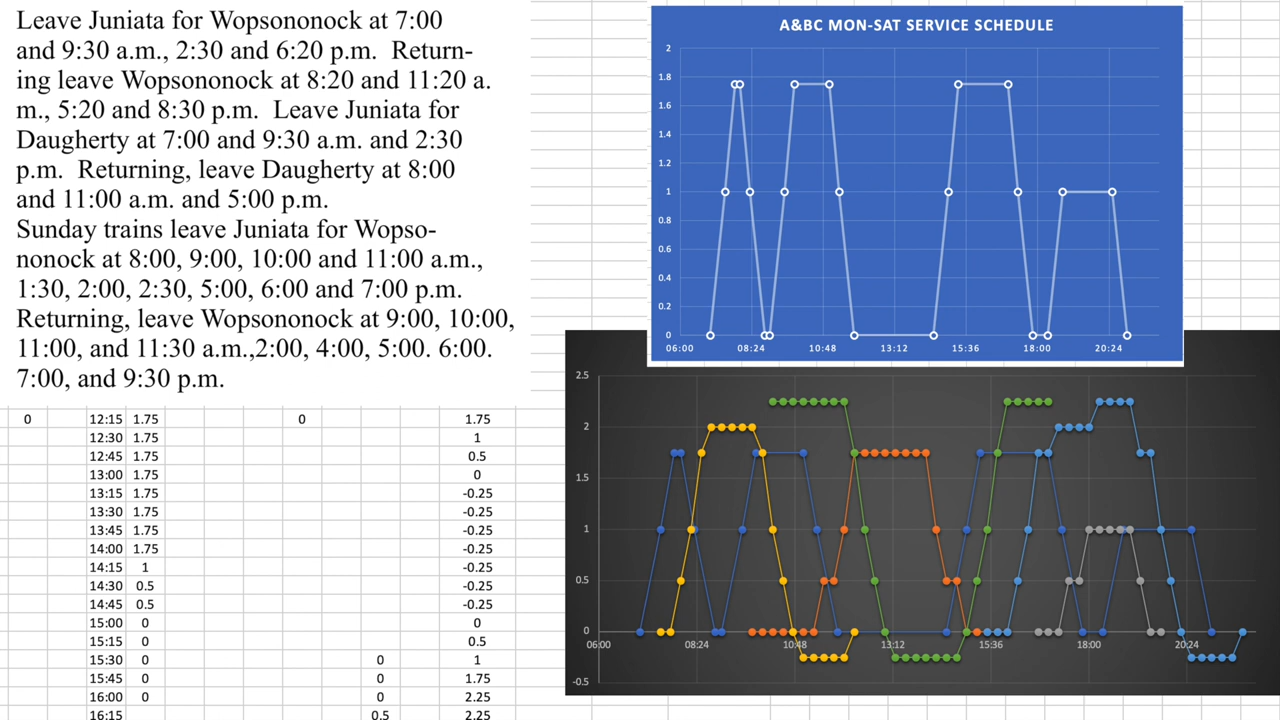 Leave Juniata for Wopsononock at 7:00
and 9:30 a.m., 2:30 and 6:20 p.m.  Return-
ing leave Wopsononock at 8:20 and 11:20 a.
m., 5:20 and 8:30 p.m.  Leave Juniata for
Daugherty at 7:00 and 9:30 a.m. and 2:30
p.m.  Returning, leave Daugherty at 8:00
and 11:00 a.m. and 5:00 p.m.
Sunday trains leave Juniata for Wopso-
nonock at 8:00, 9:00, 10:00 and 11:00 a.m.,
1:30, 2:00, 2:30, 5:00, 6:00 and 7:00 p.m.
Returning, leave Wopsononock at 9:00, 10:00,
11:00, and 11:30 a.m.,2:00, 4:00, 5:00. 6:00.
7:00, and 9:30 p.m.
A&BC MON-SAT SERVICE SCHEDULE
2
1.8
1.6
1.4
1.2
1
0.8
0.6
0.4
0.2
0
06:00 08:24 10:48 13:12 15:36 18:00 20:24
0 12:15 1.75 0 1.75
12:30 1.75 1
12:45 1.75 0.5
13:00 1.75 0
13:15 1.75 -0.25
13:30 1.75 -0.25
13:45 1.75 -0.25
14:00 1.75 -0.25
14:15 1 -0.25
14:30 0.5 -0.25
14:45 0.5 -0.25
15:00 0 0
15:15 0 0.5
15:30 0 0 1
15:45 0 0 1.75
16:00 0 0 2.25
16:15 0.5 2.25
2.5
2
1.5
1
0.5
0
06:00 08:24 10:48 13:12 15:36 18:00 20:24
-0.5